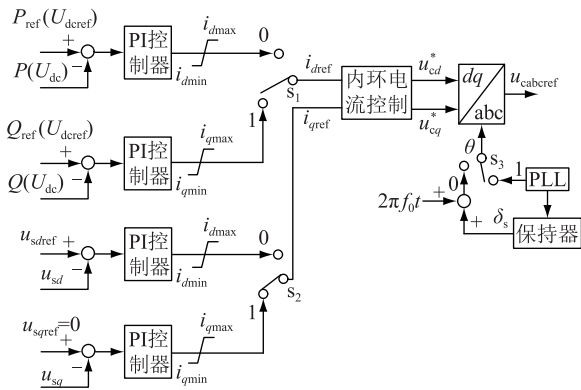 P_ref(U_dcref)
+
−
P(U_dc)
PI控
制器
i_dmax
i_dmin
0
s_1
1
Q_ref(U_dcref)
+
−
Q(U_dc)
PI控
制器
i_qmax
i_qmin
i_dref
i_qref
内环电
流控制
u*_cd
u*_cq
dq
abc
u_cabcref
θ
s_3
0
1
PLL
2πf_0t
+
+
δ_s
保持器
u_sdref
+
−
u_sd
PI控
制器
i_dmax
i_dmin
0
s_2
1
u_sqref=0
+
−
u_sq
PI控
制器
i_qmax
i_qmin